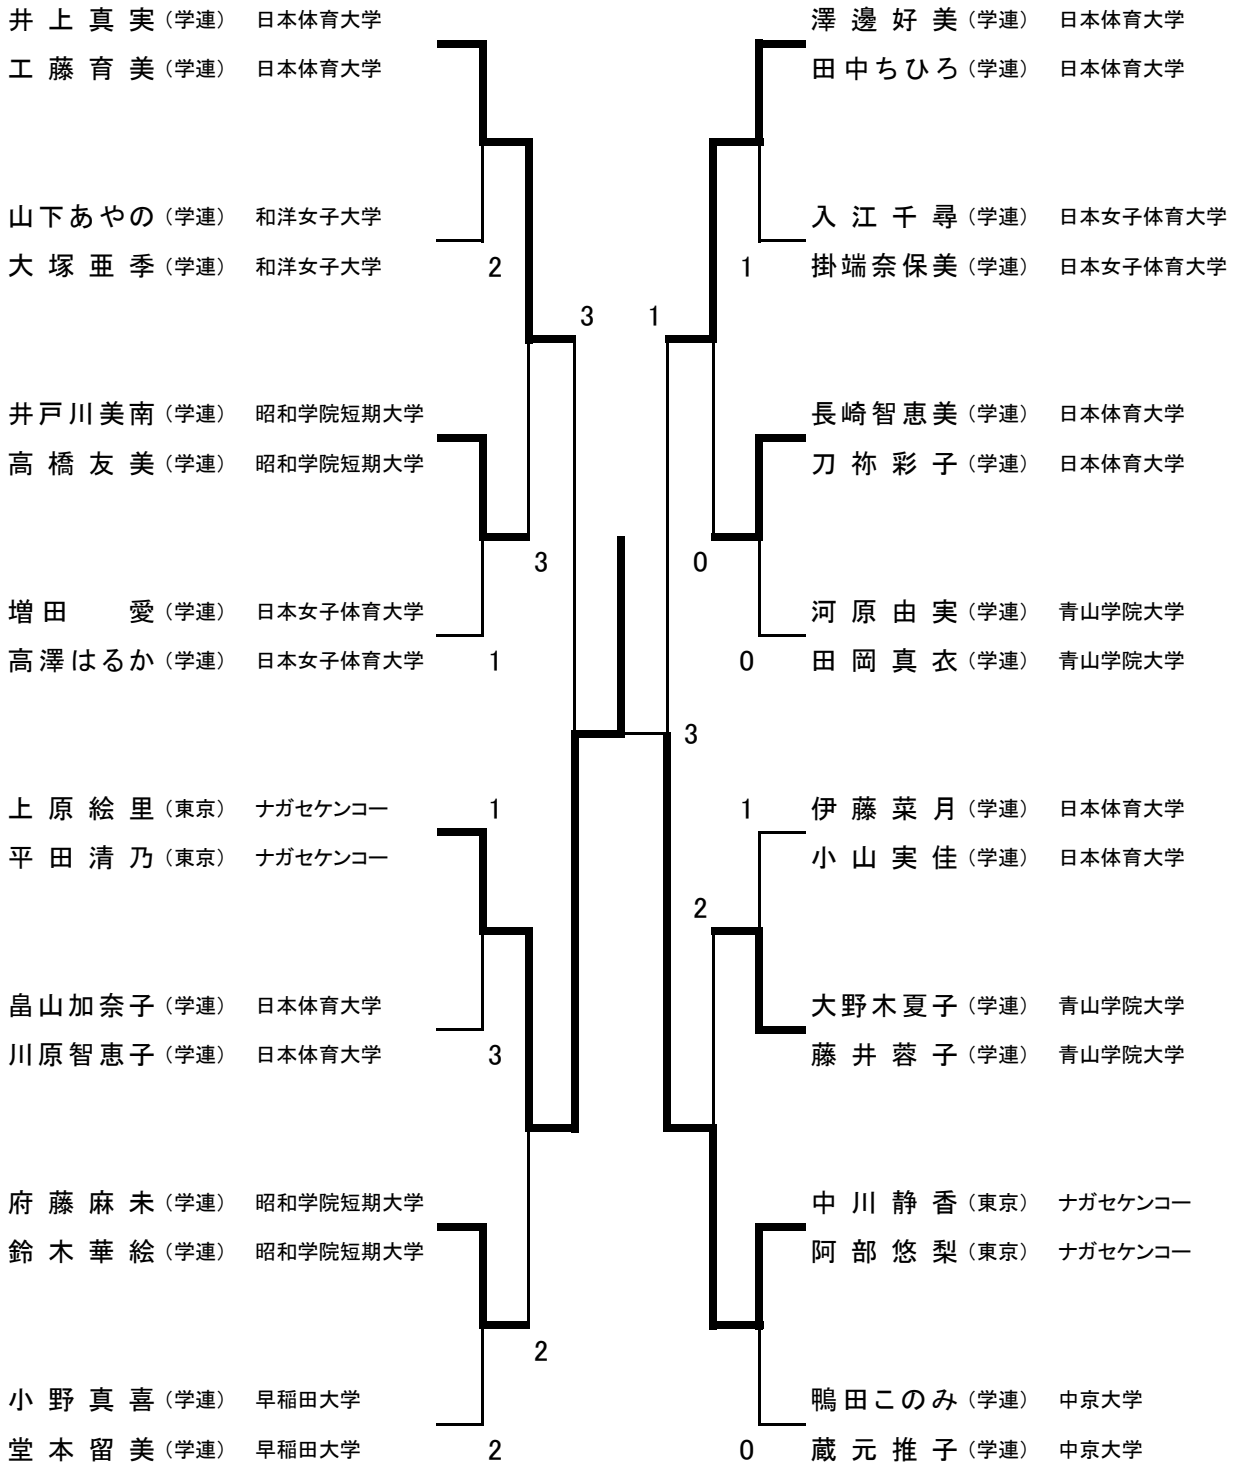 井上真実（学連） 日本体育大学
工藤育美（学連） 日本体育大学
山下あやの（学連） 和洋女子大学
大塚亜季（学連） 和洋女子大学
2
3
井戸川美南（学連） 昭和学院短期大学
高橋友美（学連） 昭和学院短期大学
3
増田 愛（学連） 日本女子体育大学
高澤はるか（学連） 日本女子体育大学
1
上原絵里（東京） ナガセケンコー
1
平田清乃（東京） ナガセケンコー
畠山加奈子（学連） 日本体育大学
川原智恵子（学連） 日本体育大学
3
府藤麻未（学連） 昭和学院短期大学
鈴木華絵（学連） 昭和学院短期大学
2
小野真喜（学連） 早稲田大学
堂本留美（学連） 早稲田大学
2
澤邊好美（学連） 日本体育大学
田中ちひろ（学連） 日本体育大学
入江千尋（学連） 日本女子体育大学
1
掛端奈保美（学連） 日本女子体育大学
1
長崎智恵美（学連） 日本体育大学
刀祢彩子（学連） 日本体育大学
0
河原由実（学連） 青山学院大学
0
田岡真衣（学連） 青山学院大学
3
1
伊藤菜月（学連） 日本体育大学
小山実佳（学連） 日本体育大学
2
大野木夏子（学連） 青山学院大学
藤井蓉子（学連） 青山学院大学
中川静香（東京） ナガセケンコー
阿部悠梨（東京） ナガセケンコー
鴨田このみ（学連） 中京大学
0
蔵元推子（学連） 中京大学